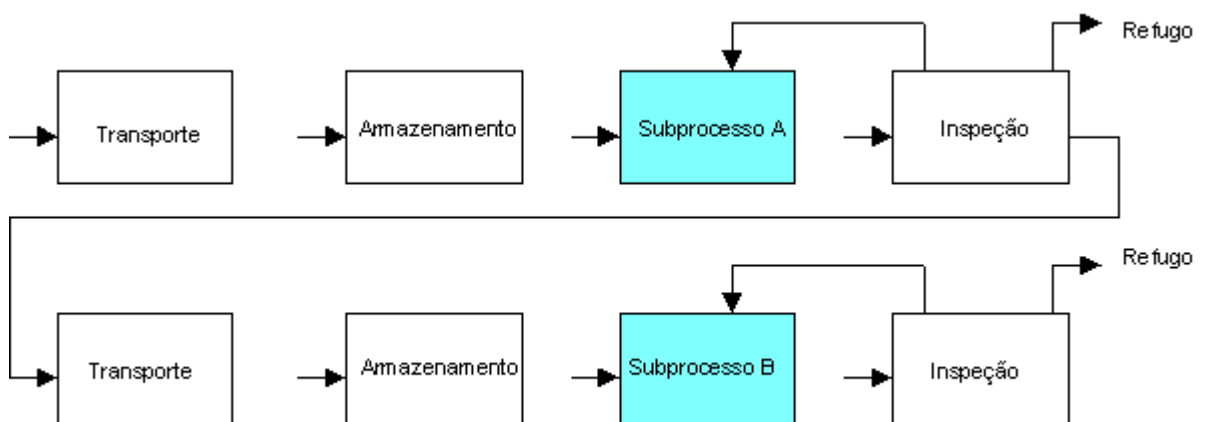 Refugo
Transporte
Armazenamento
Subprocesso A
Inspeção
Refugo
Transporte
Armazenamento
Subprocesso B
Inspeção